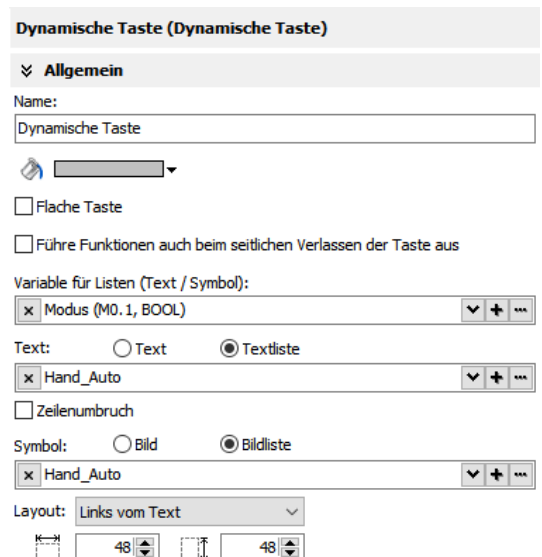 Dynamische Taste (Dynamische Taste)
Allgemein
Name:
Dynamische Taste
Flache Taste
Führe Funktionen auch beim seitlichen Verlassen der Taste aus
Variable für Listen (Text / Symbol):
Modus (M0.1, BOOL)
Text: Text Textliste
Hand_Auto
Zeilenumbruch
Symbol: Bild Bildliste
Hand_Auto
Layout: Links vom Text
48 48